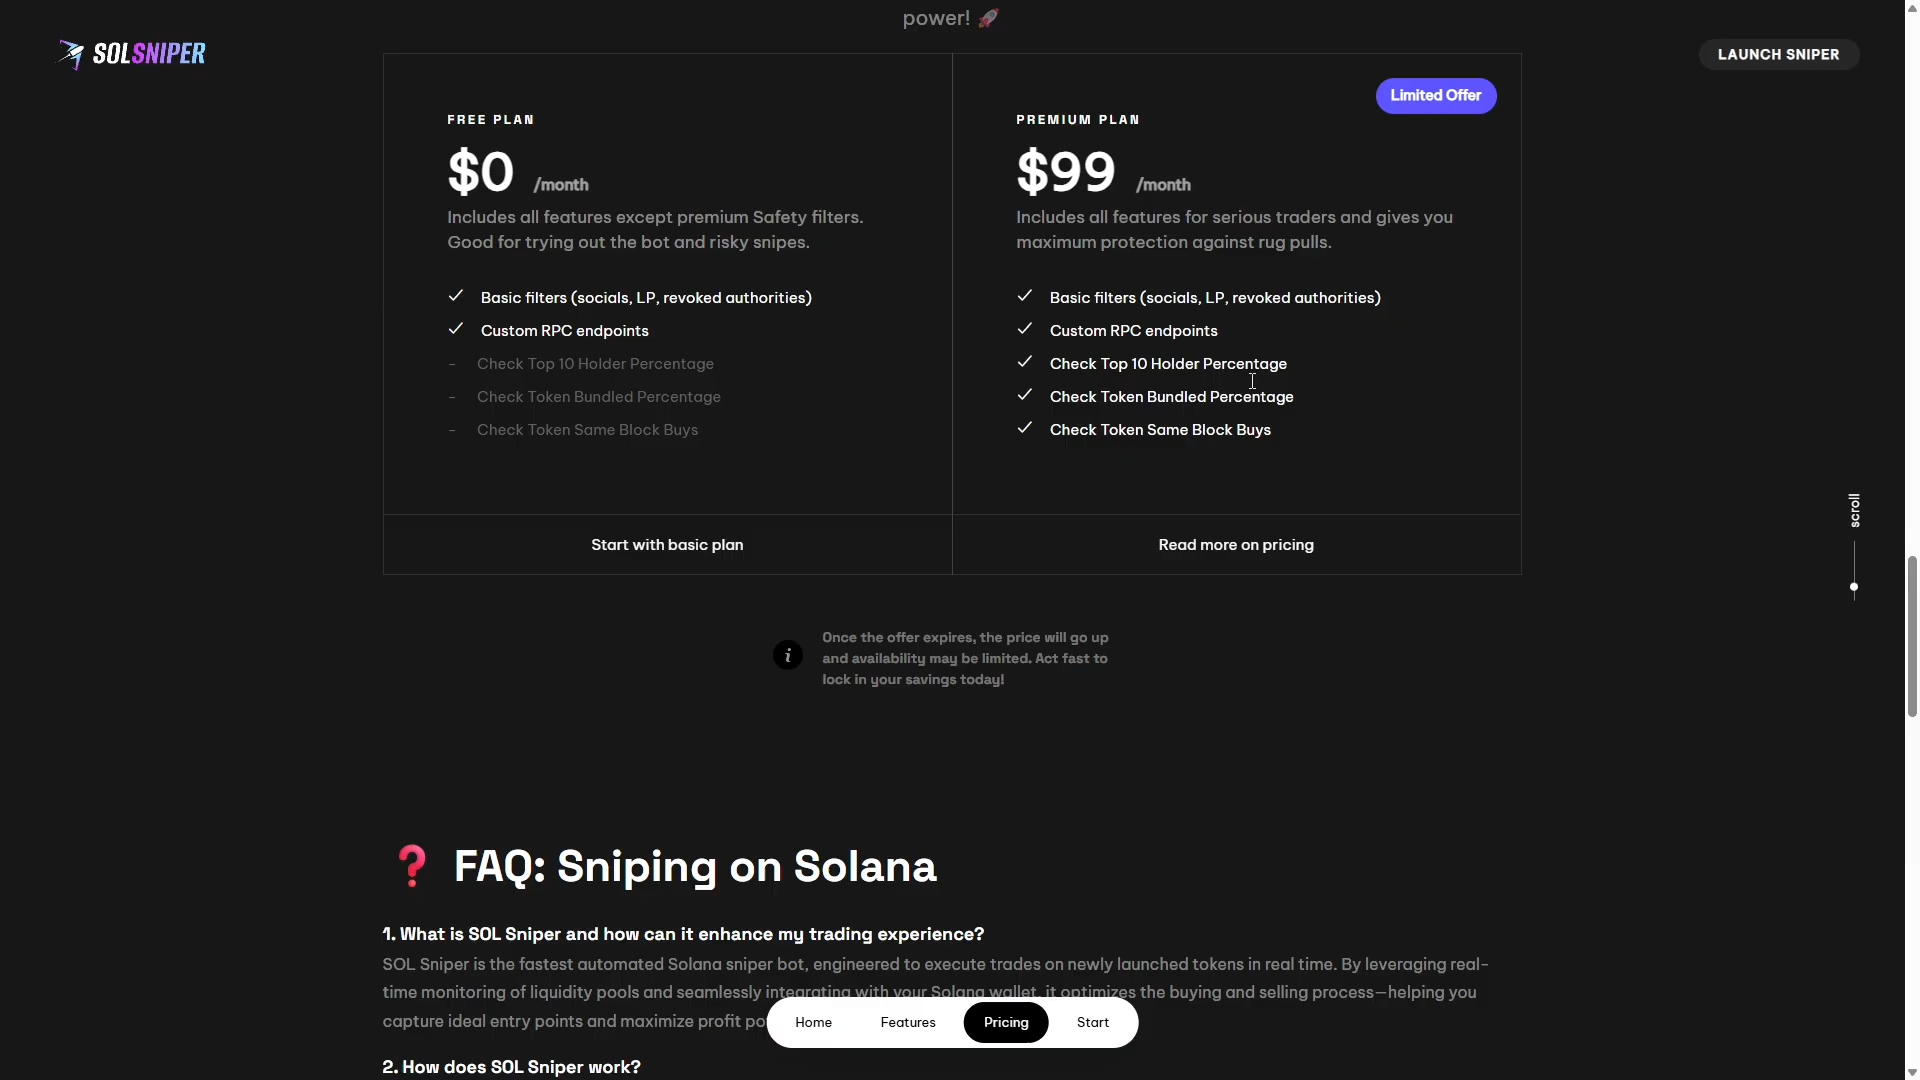 power! 🚀
SOLSNIPER
LAUNCH SNIPER
Limited Offer
FREE PLAN
$0 /month
Includes all features except premium Safety filters.
Good for trying out the bot and risky snipes.
Basic filters (socials, LP, revoked authorities)
Custom RPC endpoints
- Check Top 10 Holder Percentage
- Check Token Bundled Percentage
- Check Token Same Block Buys
Start with basic plan
PREMIUM PLAN
$99 /month
Includes all features for serious traders and gives you
maximum protection against rug pulls.
Basic filters (socials, LP, revoked authorities)
Custom RPC endpoints
Check Top 10 Holder Percentage
Check Token Bundled Percentage
Check Token Same Block Buys
Read more on pricing
scroll
i
Once the offer expires, the price will go up
and availability may be limited. Act fast to
lock in your savings today!
❓ FAQ: Sniping on Solana
1. What is SOL Sniper and how can it enhance my trading experience?
SOL Sniper is the fastest automated Solana sniper bot, engineered to execute trades on newly launched tokens in real time. By leveraging real-
time monitoring of liquidity pools and seamlessly integrating with your Solana wallet, it optimizes the buying and selling process—helping you
capture ideal entry points and maximize profit
Home
Features
Pricing
Start
2. How does SOL Sniper work?